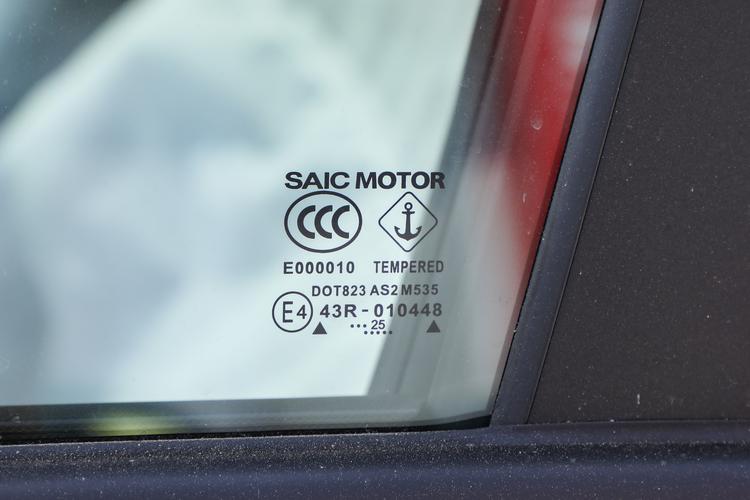 SAIC MOTOR
CCC
E000010 TEMPERED
DOT823 AS2 M535
E4 43R-010448
25